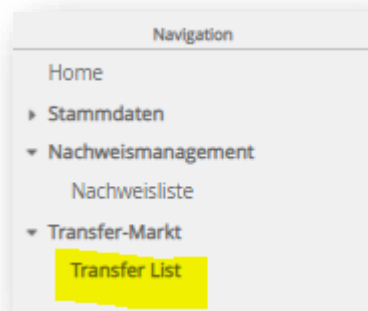 Navigation
Home
Stammdaten
Nachweismanagement
Nachweisliste
Transfer-Markt
Transfer List